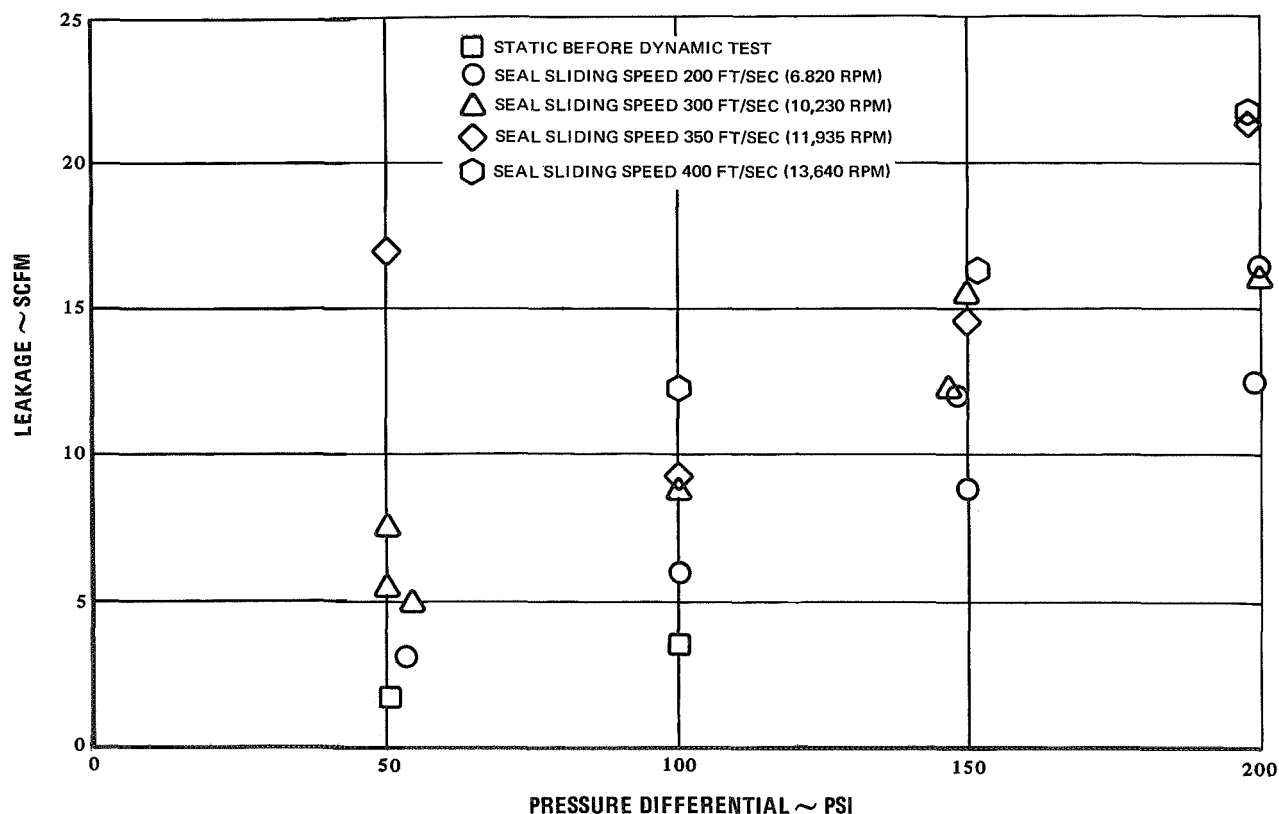 25
□ STATIC BEFORE DYNAMIC TEST
○ SEAL SLIDING SPEED 200 FT/SEC (6.820 RPM)
△ SEAL SLIDING SPEED 300 FT/SEC (10,230 RPM)
◇ SEAL SLIDING SPEED 350 FT/SEC (11,935 RPM)
⬡ SEAL SLIDING SPEED 400 FT/SEC (13,640 RPM)
20
15
10
5
0
LEAKAGE ~ SCFM
0 50 100 150 200
PRESSURE DIFFERENTIAL ~ PSI